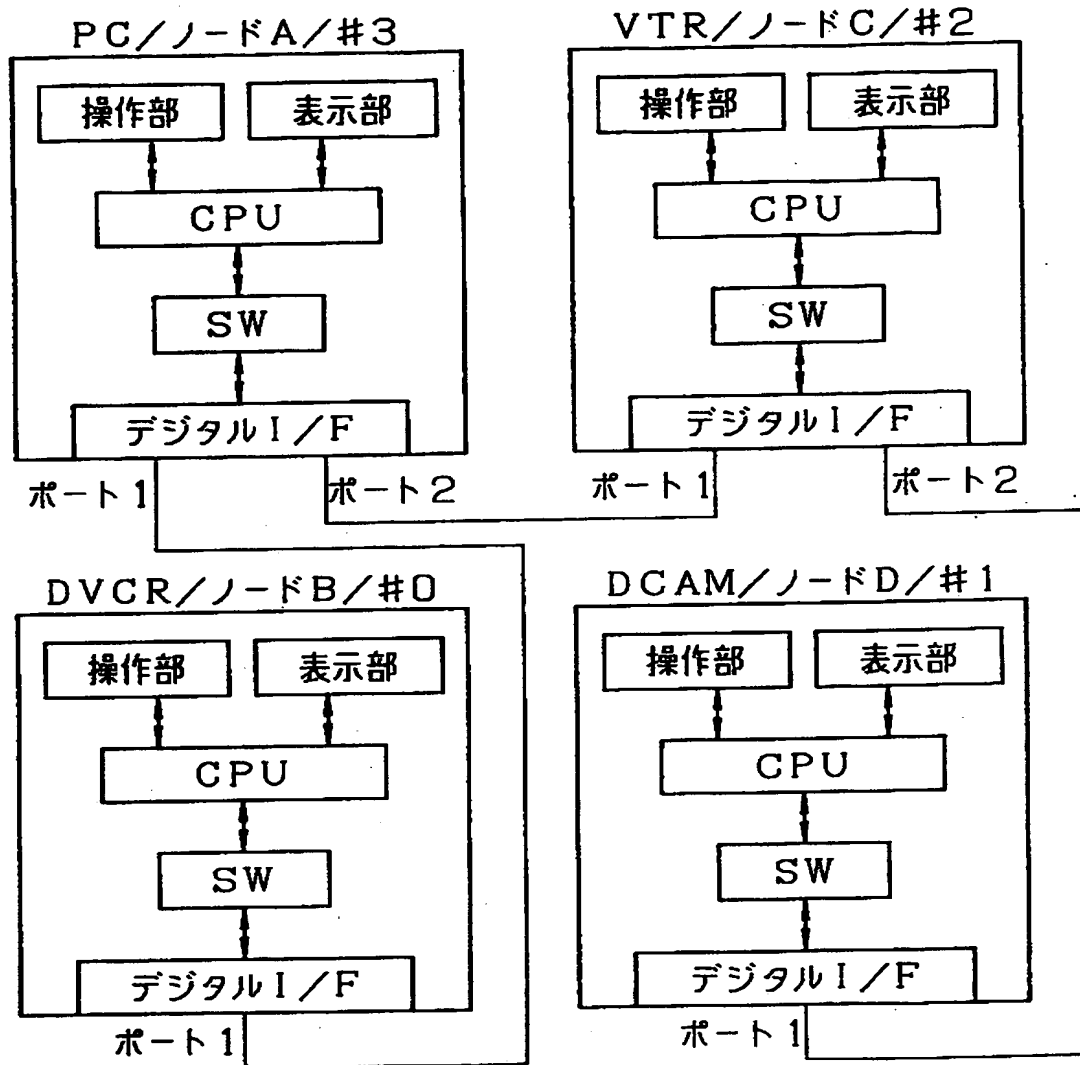 PC/ノードA/#3
操作部
表示部
CPU
SW
デジタルI/F
ポート1
ポート2
VTR/ノードC/#2
操作部
表示部
CPU
SW
デジタルI/F
ポート1
ポート2
DVCR/ノードB/#0
操作部
表示部
CPU
SW
デジタルI/F
ポート1
DCAM/ノードD/#1
操作部
表示部
CPU
SW
デジタルI/F
ポート1